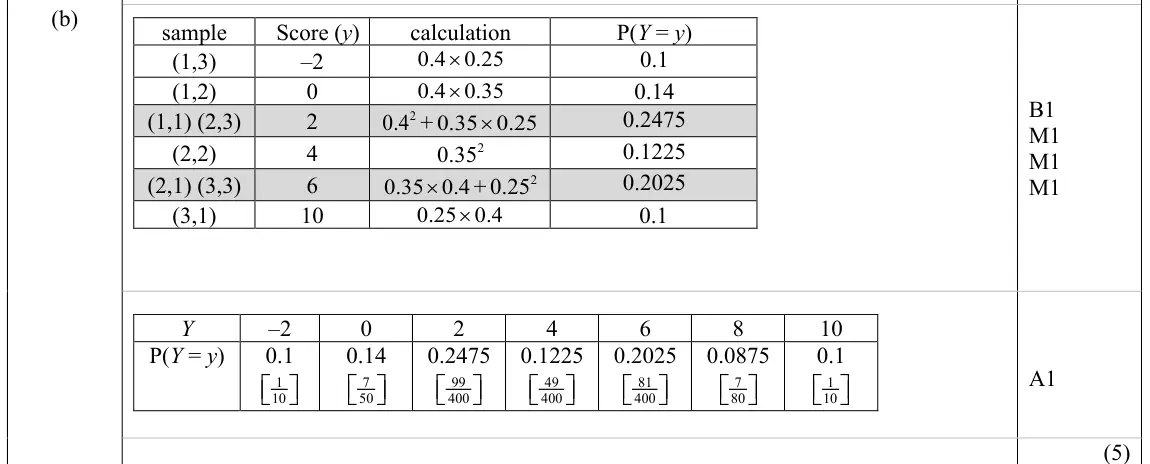 (b)
sample Score (y) calculation P(Y = y)
(1,3) –2 0.4 × 0.25 0.1
(1,2) 0 0.4 × 0.35 0.14
(1,1) (2,3) 2 0.4² + 0.35 × 0.25 0.2475
(2,2) 4 0.35² 0.1225
(2,1) (3,3) 6 0.35 × 0.4 + 0.25² 0.2025
(3,1) 10 0.25 × 0.4 0.1
B1
M1
M1
M1
Y –2 0 2 4 6 8 10
P(Y = y) 0.1 0.14 0.2475 0.1225 0.2025 0.0875 0.1
[1/10] [7/50] [99/400] [49/400] [81/400] [7/80] [1/10]
A1
(5)